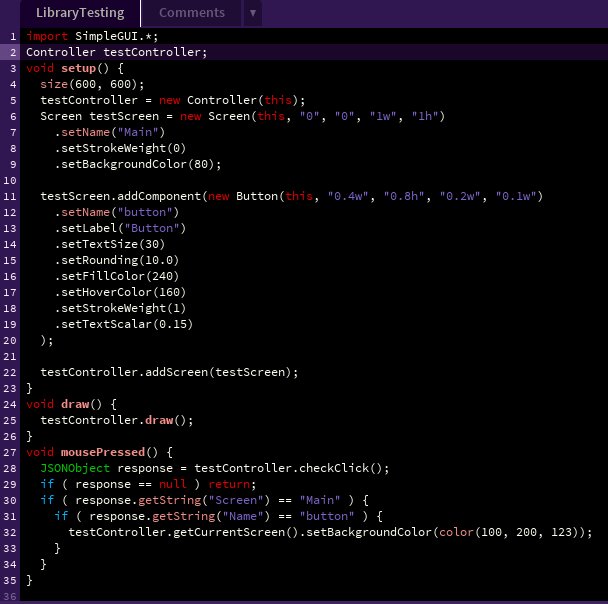 LibraryTesting Comments ▼
1 import SimpleGUI.*;
2 Controller testController;
3 void setup() {
4   size(600, 600);
5   testController = new Controller(this);
6   Screen testScreen = new Screen(this, "0", "0", "1w", "1h")
7     .setName("Main")
8     .setStrokeWeight(0)
9     .setBackgroundColor(80);
10
11   testScreen.addComponent(new Button(this, "0.4w", "0.8h", "0.2w", "0.1w")
12     .setName("button")
13     .setLabel("Button")
14     .setTextSize(30)
15     .setRounding(10.0)
16     .setFillColor(240)
17     .setHoverColor(160)
18     .setStrokeWeight(1)
19     .setTextScalar(0.15)
20   );
21
22   testController.addScreen(testScreen);
23 }
24 void draw() {
25   testController.draw();
26 }
27 void mousePressed() {
28   JSONObject response = testController.checkClick();
29   if ( response == null ) return;
30   if ( response.getString("Screen") == "Main" ) {
31     if ( response.getString("Name") == "button" ) {
32       testController.getCurrentScreen().setBackgroundColor(color(100, 200, 123));
33     }
34   }
35 }
36